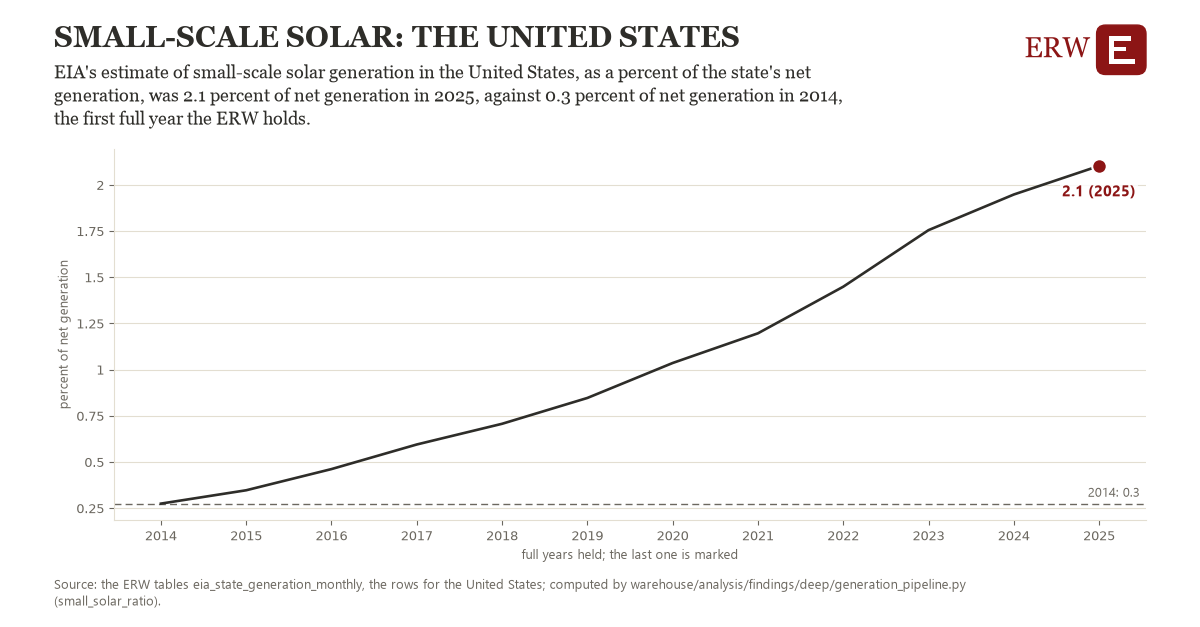 SMALL-SCALE SOLAR: THE UNITED STATES
EIA's estimate of small-scale solar generation in the United States, as a percent of the state's net
generation, was 2.1 percent of net generation in 2025, against 0.3 percent of net generation in 2014,
the first full year the ERW holds.
ERW E
2
1.75
1.5
1.25
1
0.75
0.5
0.25
percent of net generation
2.1 (2025)
2014: 0.3
2014 2015 2016 2017 2018 2019 2020 2021 2022 2023 2024 2025
full years held; the last one is marked
Source: the ERW tables eia_state_generation_monthly, the rows for the United States; computed by warehouse/analysis/findings/deep/generation_pipeline.py
(small_solar_ratio).